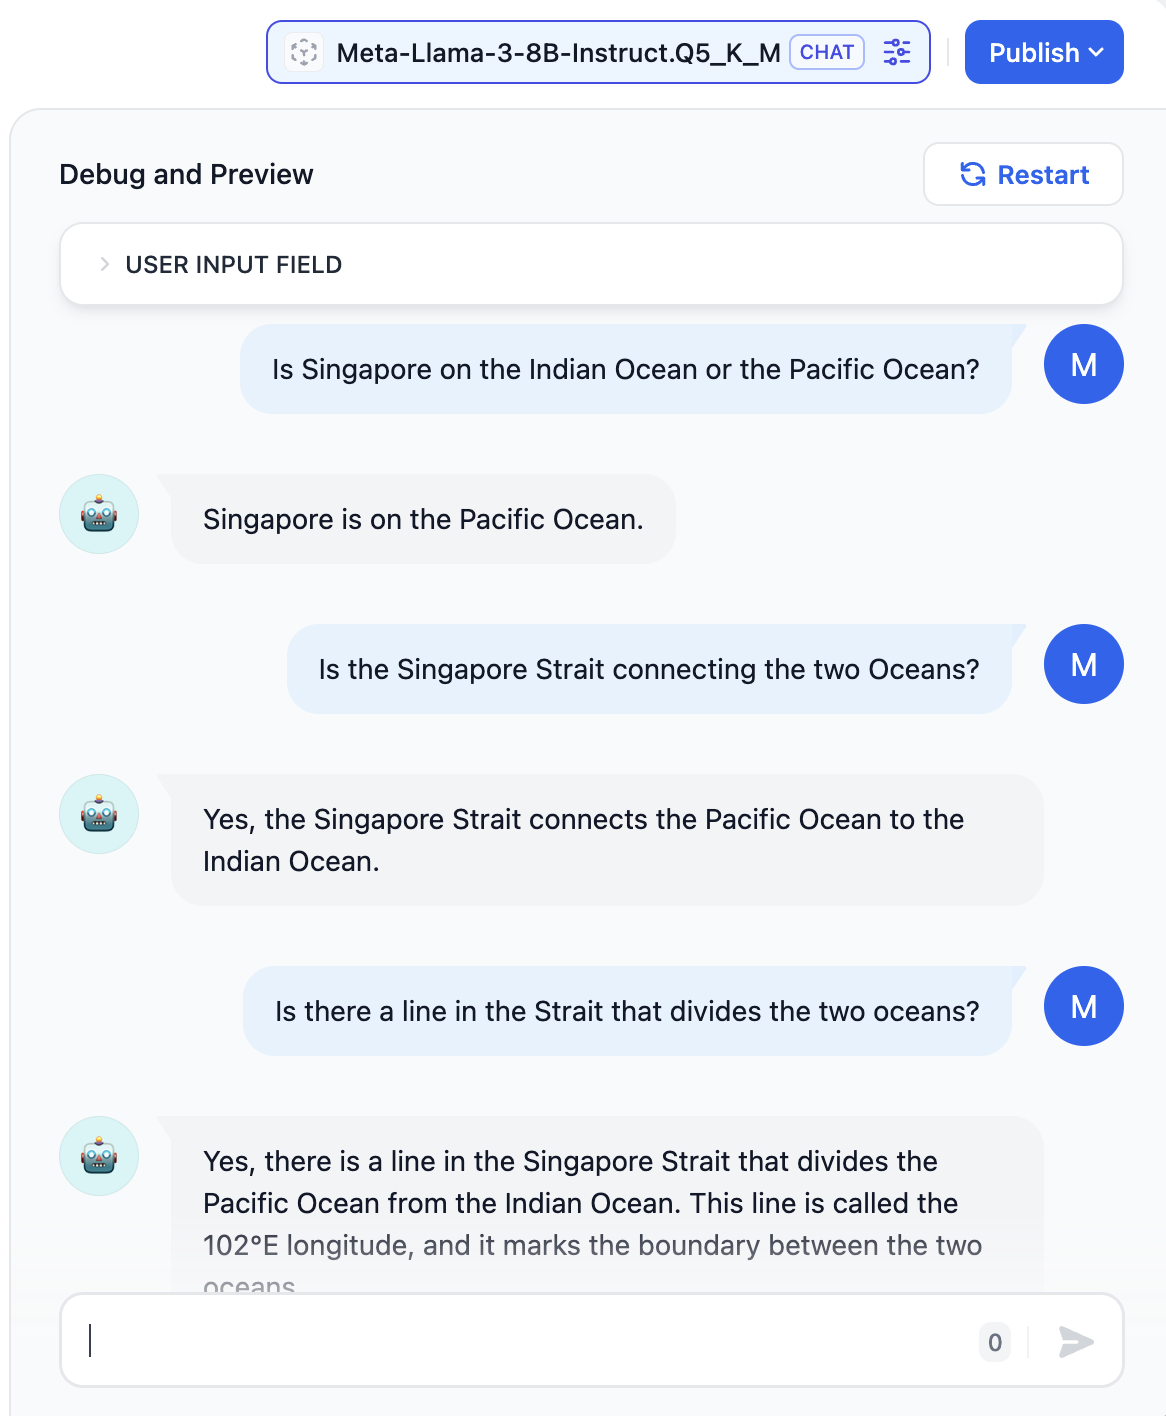 Meta-Llama-3-8B-Instruct.Q5_K_M CHAT Publish
Debug and Preview Restart
USER INPUT FIELD
Is Singapore on the Indian Ocean or the Pacific Ocean? M
Singapore is on the Pacific Ocean.
Is the Singapore Strait connecting the two Oceans? M
Yes, the Singapore Strait connects the Pacific Ocean to the
Indian Ocean.
Is there a line in the Strait that divides the two oceans? M
Yes, there is a line in the Singapore Strait that divides the
Pacific Ocean from the Indian Ocean. This line is called the
102°E longitude, and it marks the boundary between the two
oceans
0